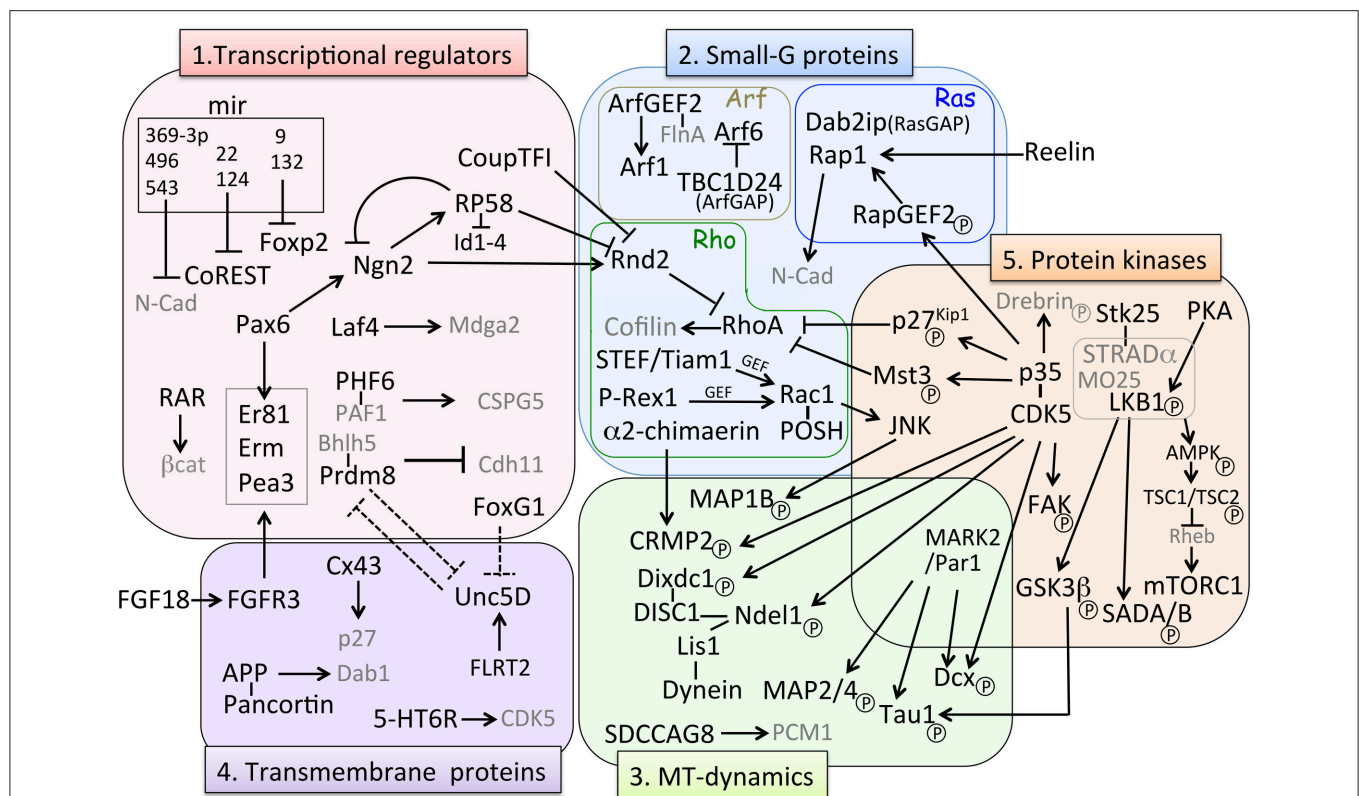 1.Transcriptional regulators
mir
369-3p
496
543
22
124
9
132
Foxp2
CoREST
N-Cad
CoupTFI
RP58
Id1-4
Ngn2
Pax6
Laf4
Mdga2
RAR
βcat
Er81
Erm
Pea3
PHF6
PAF1
CSPG5
Bhlh5
Prdm8
Cdh11
FoxG1
2. Small-G proteins
Arf
ArfGEF2
FlnA
Arf6
Arf1
TBC1D24
(ArfGAP)
Ras
Dab2ip(RasGAP)
Rap1
Reelin
RapGEF2 P
N-Cad
Rho
Rnd2
Cofilin
RhoA
STEF/Tiam1
GEF
P-Rex1
GEF
Rac1
α2-chimaerin
POSH
5. Protein kinases
Drebrin P
Stk25
PKA
p27Kip1 P
STRADα
MO25
LKB1 P
Mst3 P
p35
CDK5
JNK
AMPK P
FAK P
TSC1/TSC2 P
Rheb
mTORC1
GSK3β P
SADA/B P
MARK2
/Par1
MAP1B P
CRMP2 P
Dixdc1 P
DISC1
Ndel1 P
Lis1
Dynein
MAP2/4 P
Dcx P
Tau1 P
SDCCAG8
PCM1
3. MT-dynamics
FGF18
FGFR3
Cx43
p27
Unc5D
FLRT2
APP
Dab1
Pancortin
5-HT6R
CDK5
4. Transmembrane proteins